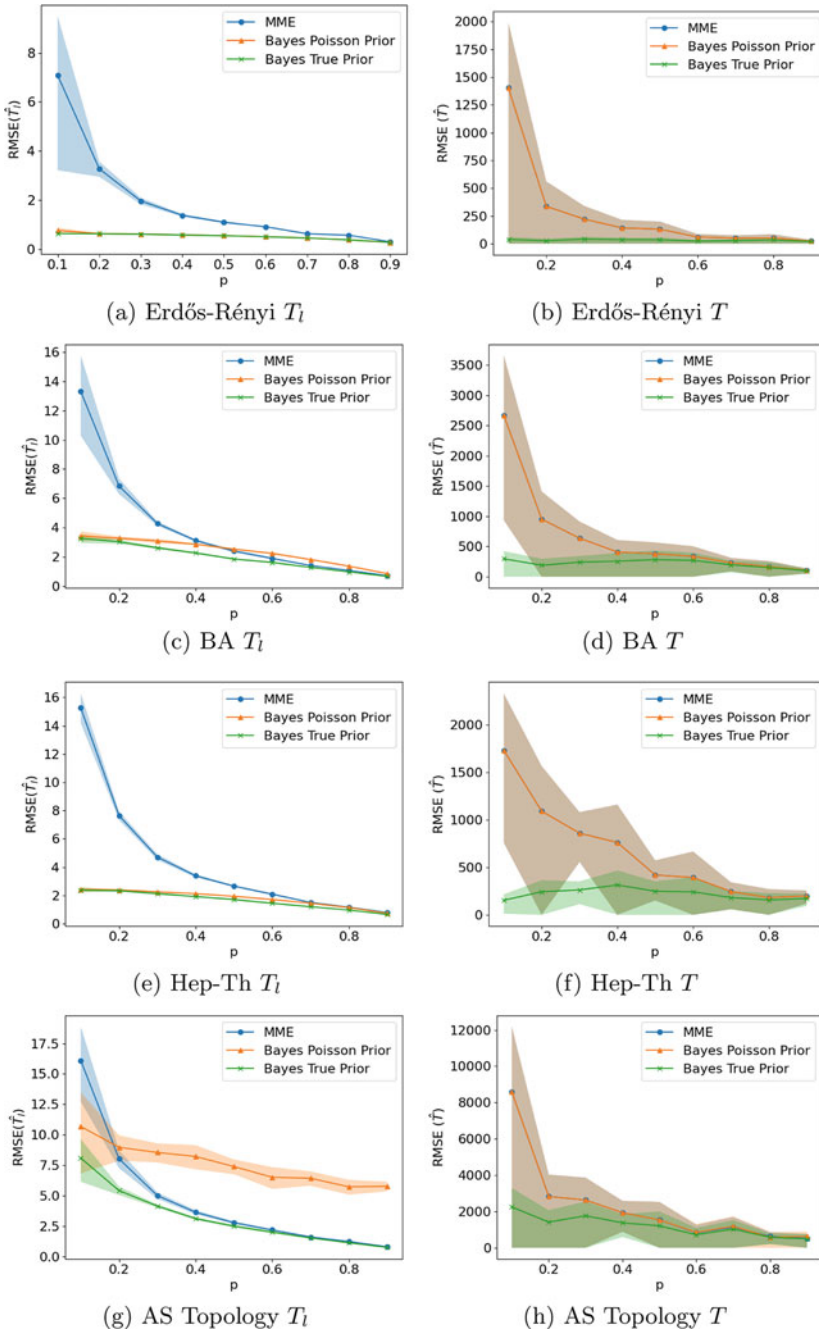 MME
Bayes Poisson Prior
Bayes True Prior
RMSE(T̂_l)
8
6
4
2
0
0.1 0.2 0.3 0.4 0.5 0.6 0.7 0.8 0.9
p
(a) Erdős-Rényi T_l
MME
Bayes Poisson Prior
Bayes True Prior
RMSE (T̂)
2000
1750
1500
1250
1000
750
500
250
0
0.2 0.4 0.6 0.8
p
(b) Erdős-Rényi T
MME
Bayes Poisson Prior
Bayes True Prior
RMSE(T̂_l)
16
14
12
10
8
6
4
2
0
0.2 0.4 0.6 0.8
p
(c) BA T_l
MME
Bayes Poisson Prior
Bayes True Prior
RMSE (T̂)
3500
3000
2500
2000
1500
1000
500
0
0.2 0.4 0.6 0.8
p
(d) BA T
MME
Bayes Poisson Prior
Bayes True Prior
RMSE(T̂_l)
16
14
12
10
8
6
4
2
0
0.2 0.4 0.6 0.8
p
(e) Hep-Th T_l
MME
Bayes Poisson Prior
Bayes True Prior
RMSE (T̂)
2000
1500
1000
500
0
0.2 0.4 0.6 0.8
p
(f) Hep-Th T
MME
Bayes Poisson Prior
Bayes True Prior
RMSE(T̂_l)
17.5
15.0
12.5
10.0
7.5
5.0
2.5
0.0
0.2 0.4 0.6 0.8
p
(g) AS Topology T_l
MME
Bayes Poisson Prior
Bayes True Prior
RMSE (T̂)
12000
10000
8000
6000
4000
2000
0
0.2 0.4 0.6 0.8
p
(h) AS Topology T